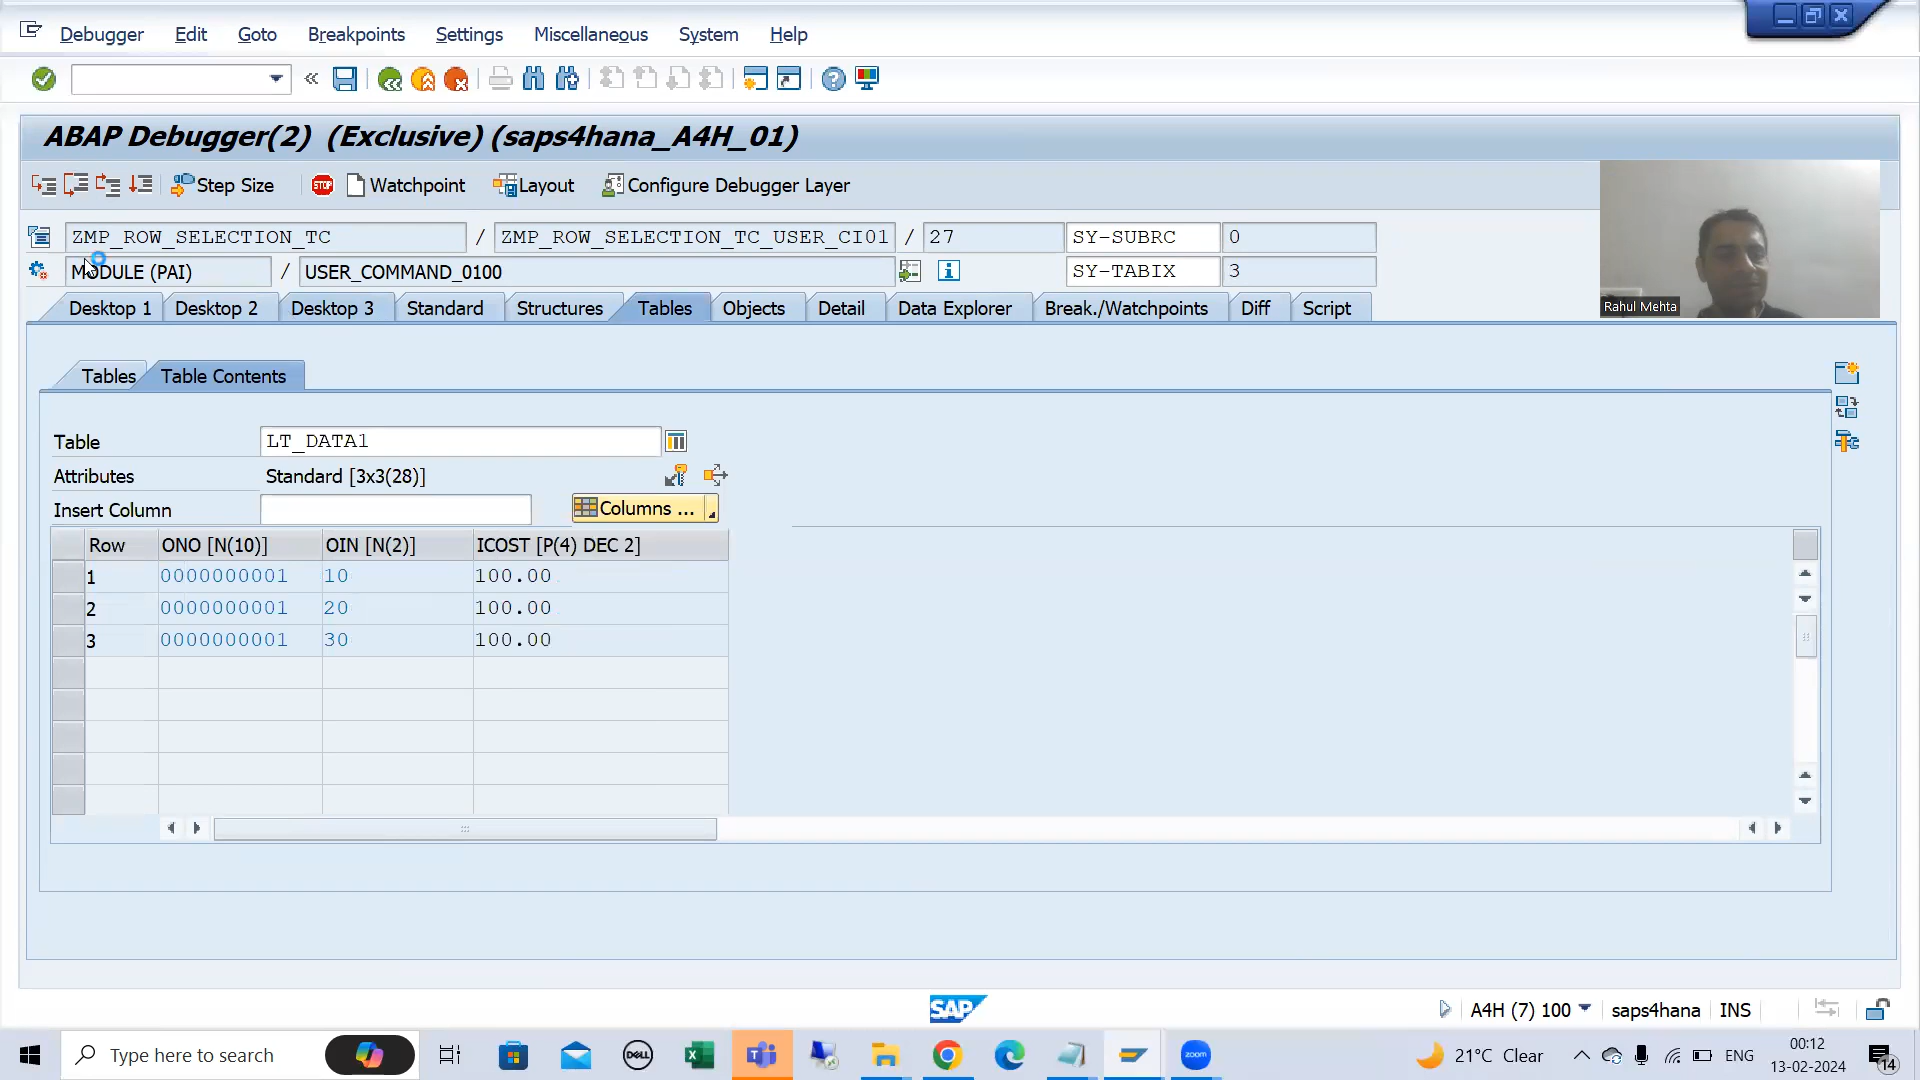 Debugger Edit Goto Breakpoints Settings Miscellaneous System Help
ABAP Debugger(2) (Exclusive) (saps4hana_A4H_01)
Step Size STOP Watchpoint Layout Configure Debugger Layer
ZMP_ROW_SELECTION_TC / ZMP_ROW_SELECTION_TC_USER_CI01 / 27 SY-SUBRC 0
MODULE (PAI) / USER_COMMAND_0100 SY-TABIX 3
Rahul Mehta
Desktop 1 Desktop 2 Desktop 3 Standard Structures Tables Objects Detail Data Explorer Break./Watchpoints Diff Script
Tables Table Contents
Table LT_DATA1
Attributes Standard [3x3(28)]
Insert Column Columns ...
Row ONO [N(10)] OIN [N(2)] ICOST [P(4) DEC 2]
1 0000000001 10 100.00
2 0000000001 20 100.00
3 0000000001 30 100.00
SAP A4H (7) 100 saps4hana INS
Type here to search DELL zoom 21°C Clear ENG 00:12
13-02-2024 14